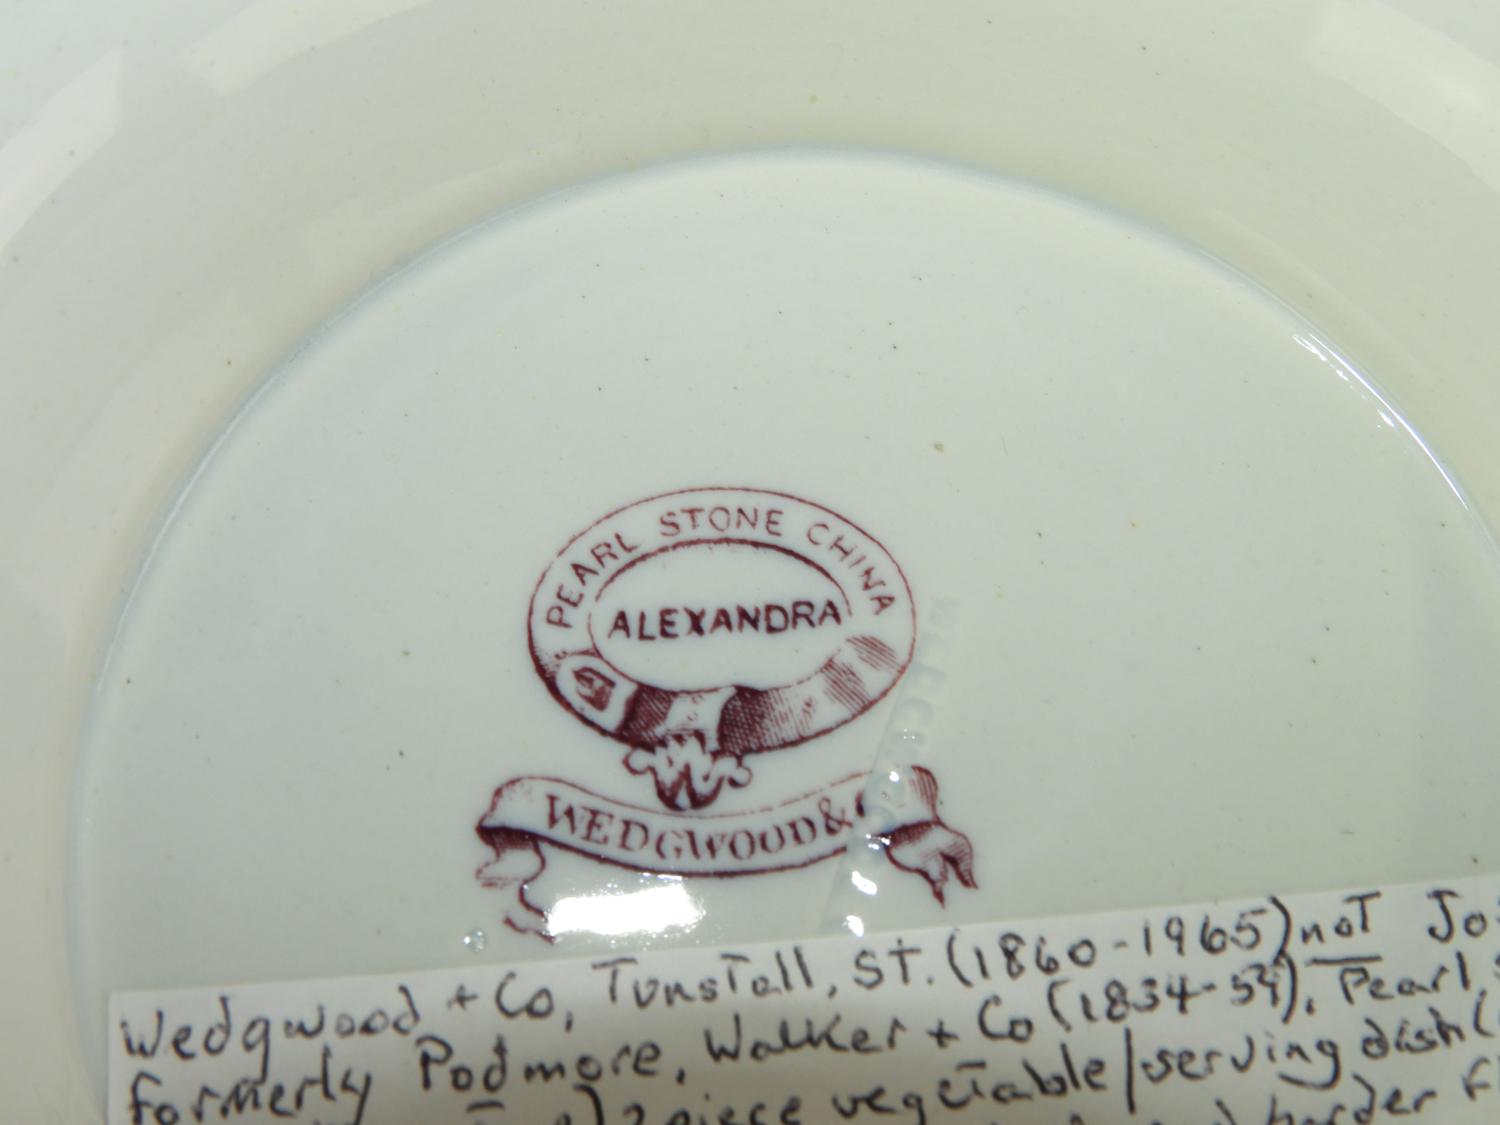 PEARL STONE CHINA
ALEXANDRA
WEDGWOOD &
Wedgwood + Co, Tunstall, ST. (1860-1965) not
formerly Podmore, Walker + Co (1834-59), Pearl
2 piece vegetable/serving dish (
border